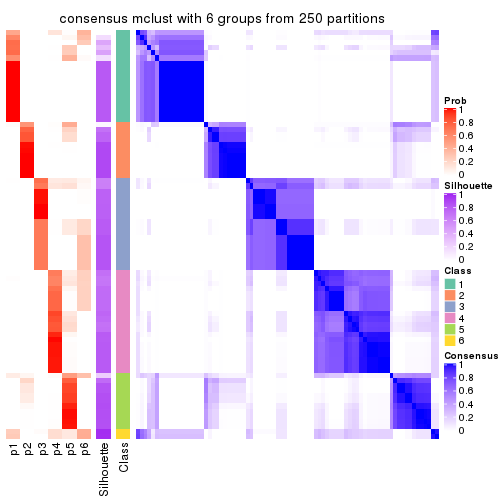 consensus mclust with 6 groups from 250 partitions
Prob
1
0.8
0.6
0.4
0.2
0
Silhouette
1
0.8
0.6
0.4
0.2
0
Class
1
2
3
4
5
6
Consensus
1
0.8
0.6
0.4
0.2
0
p1
p2
p3
p4
p5
p6
Silhouette
Class